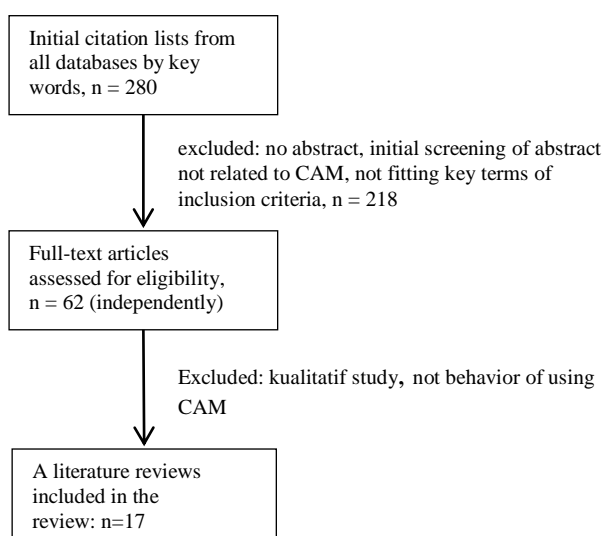 Initial citation lists from
all databases by key
words, n = 280
excluded: no abstract, initial screening of abstract
not related to CAM, not fitting key terms of
inclusion criteria, n = 218
Full-text articles
assessed for eligibility,
n = 62 (independently)
Excluded: kualitatif study, not behavior of using
CAM
A literature reviews
included in the
review: n=17